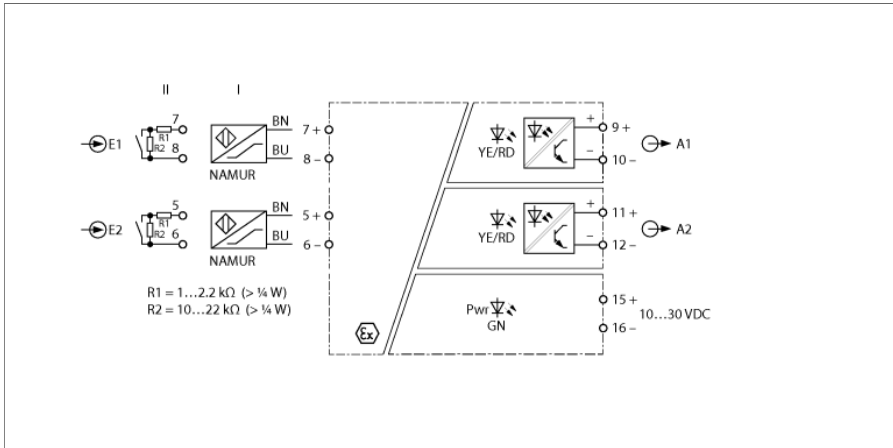 II
I
E1
7
8
R1
R2
NAMUR
BN
BU
7 +
8 –
YE/RD
+
–
9 +
10 –
A1
E2
5
6
R1
R2
NAMUR
BN
BU
5 +
6 –
YE/RD
+
–
11 +
12 –
A2
R1 = 1...2.2 kΩ (> ¼ W)
R2 = 10...22 kΩ (> ¼ W)
Ex
Pwr
GN
15 +
16 –
10...30 VDC